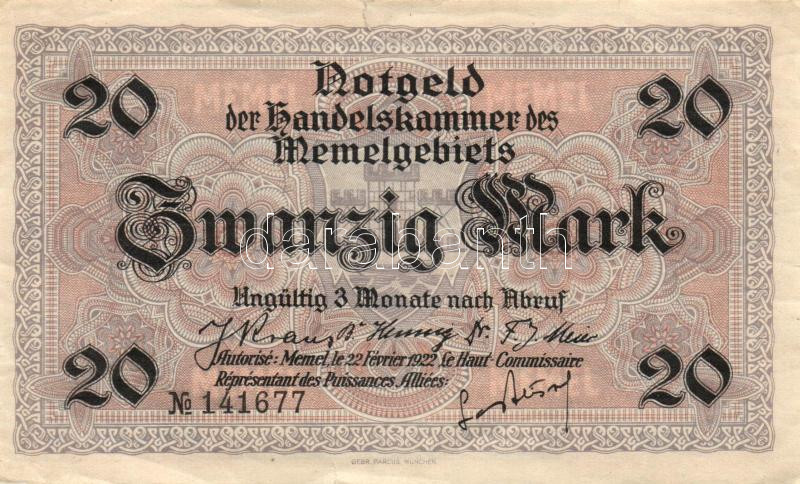 20 Notgeld 20
der Handelskammer des
Memelgebiets
Zwanzig Mark
darabanth
Ungültig 3 Monate nach Abruf
Autorisé: Memel, le 22 Février 1922, Le Haut-Commissaire
Représentant des Puissances Alliées:
20 № 141677 20
GEBR. PARCUS, MÜNCHEN.